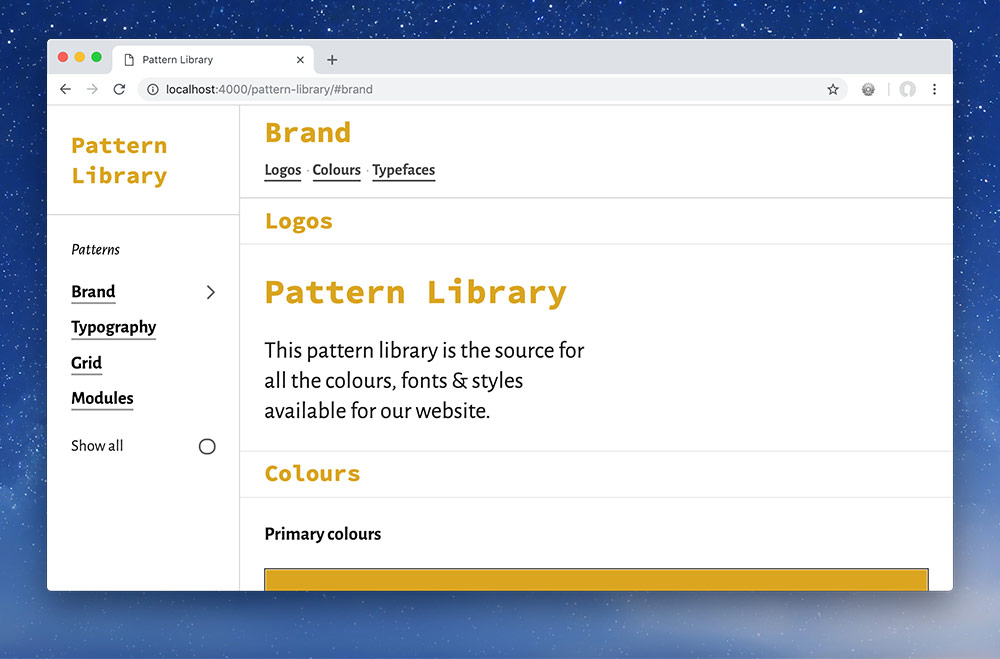 Pattern Library
localhost:4000/pattern-library/#brand
Pattern
Library
Patterns
Brand
Typography
Grid
Modules
Show all
Brand
Logos · Colours · Typefaces
Logos
Pattern Library
This pattern library is the source for
all the colours, fonts & styles
available for our website.
Colours
Primary colours